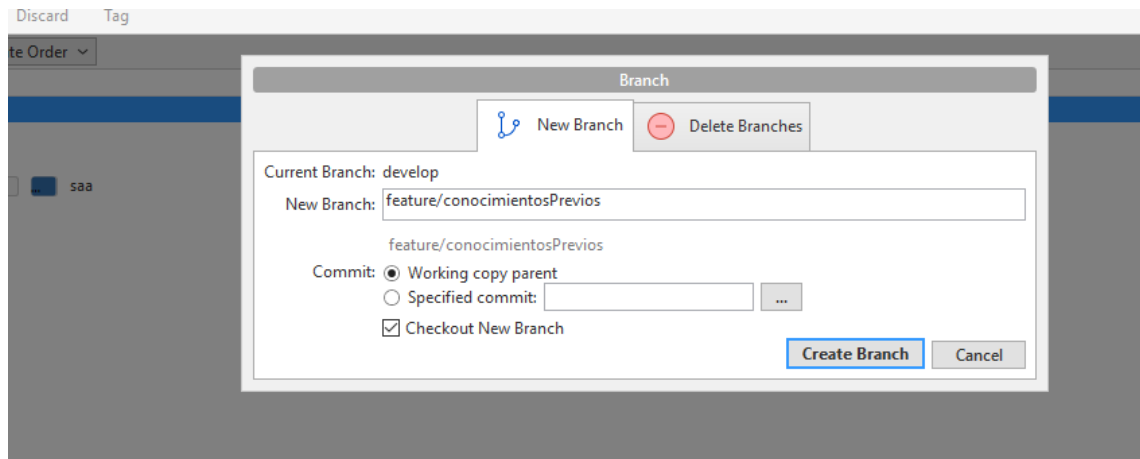 Discard Tag
te Order
Branch
New Branch Delete Branches
saa
Current Branch: develop
New Branch: feature/conocimientosPrevios
feature/conocimientosPrevios
Commit: Working copy parent
Specified commit: ...
Checkout New Branch
Create Branch Cancel